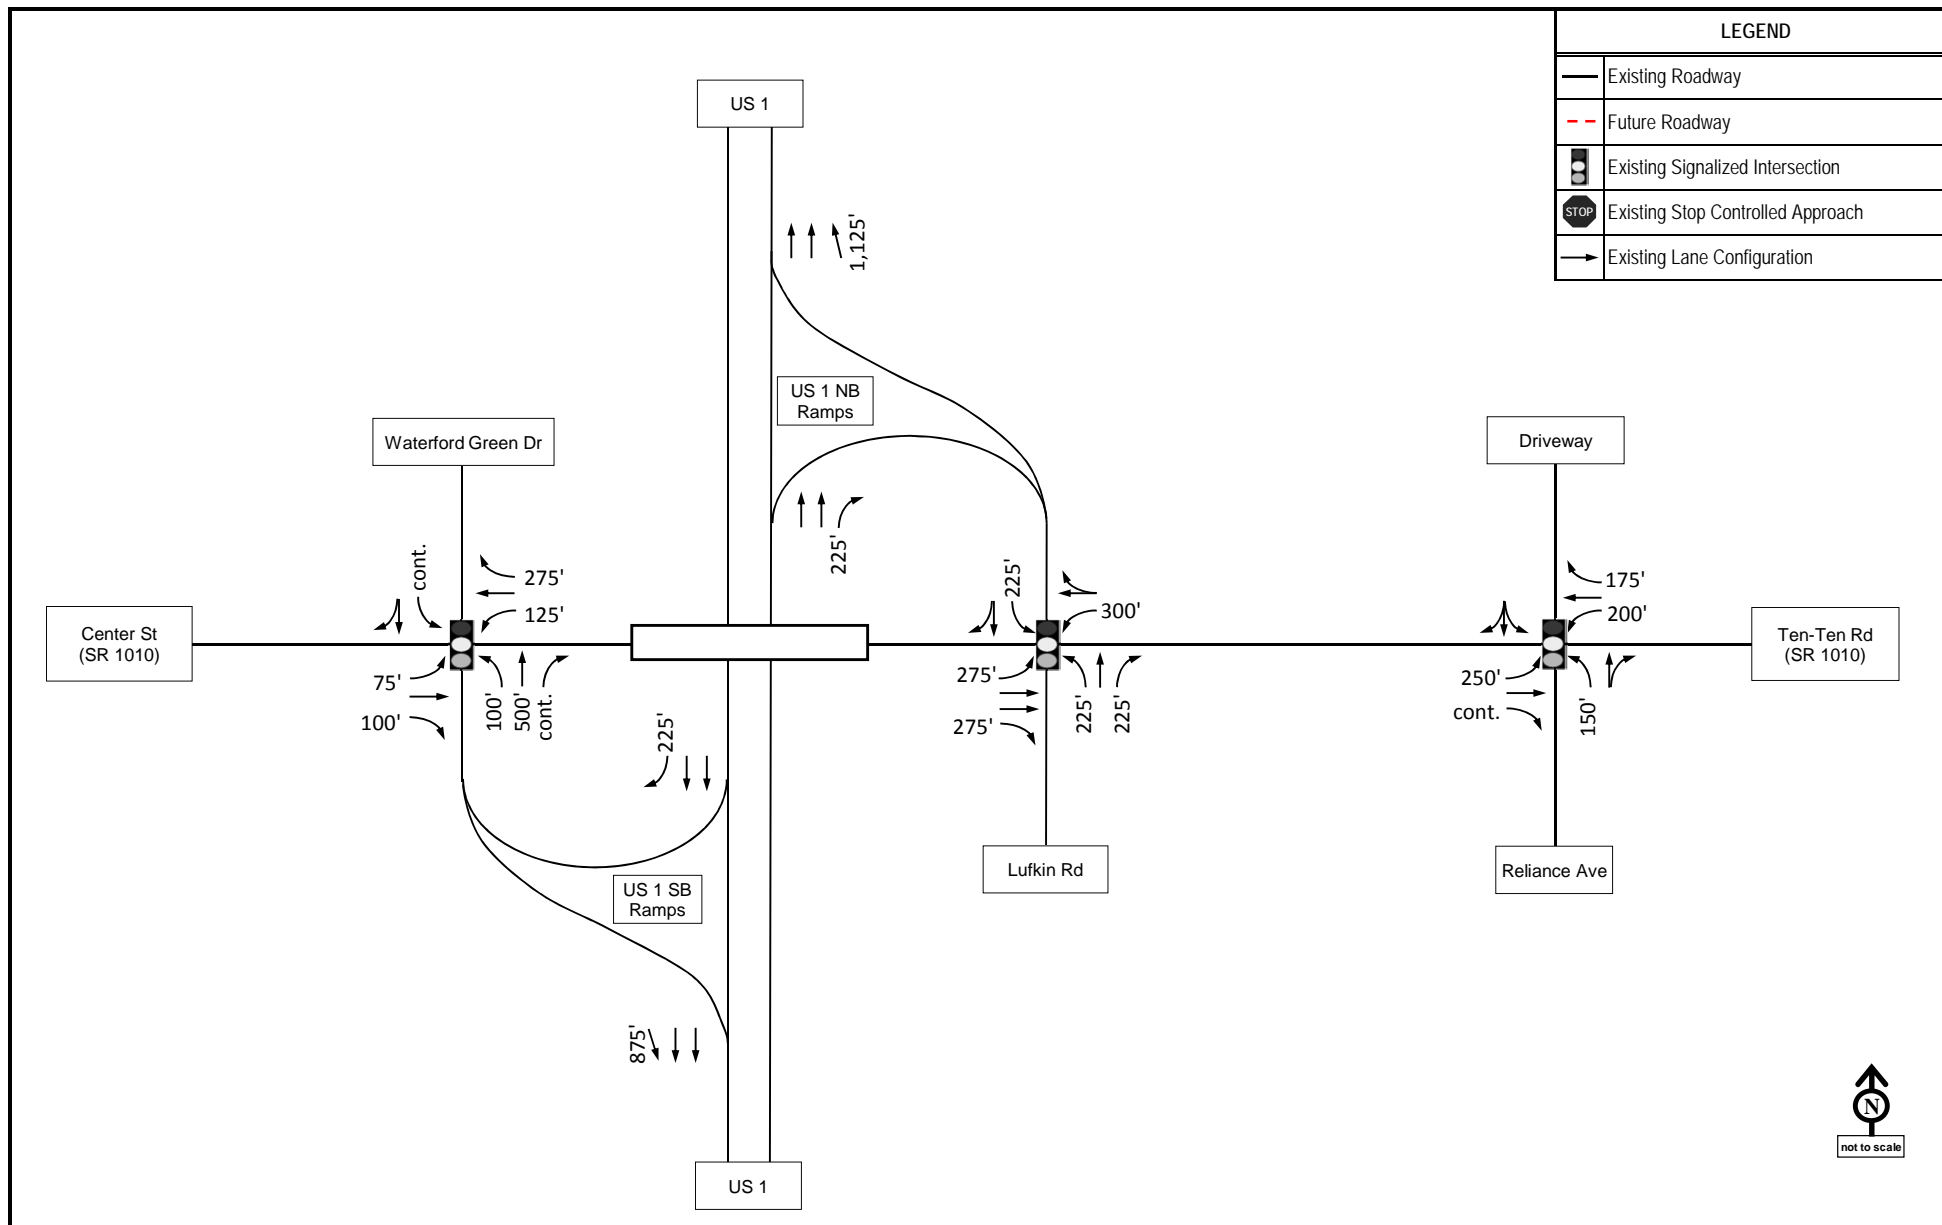 LEGEND
Existing Roadway
Future Roadway
Existing Signalized Intersection
STOP
Existing Stop Controlled Approach
Existing Lane Configuration
US 1
1,125'
US 1 NB
Ramps
Waterford Green Dr
Driveway
225'
cont.
275'
125'
225'
300'
175'
200'
Center St
(SR 1010)
Ten-Ten Rd
(SR 1010)
75'
100'
100'
500'
cont.
275'
275'
225'
225'
250'
cont.
150'
225'
Lufkin Rd
Reliance Ave
US 1 SB
Ramps
875'
N
not to scale
US 1